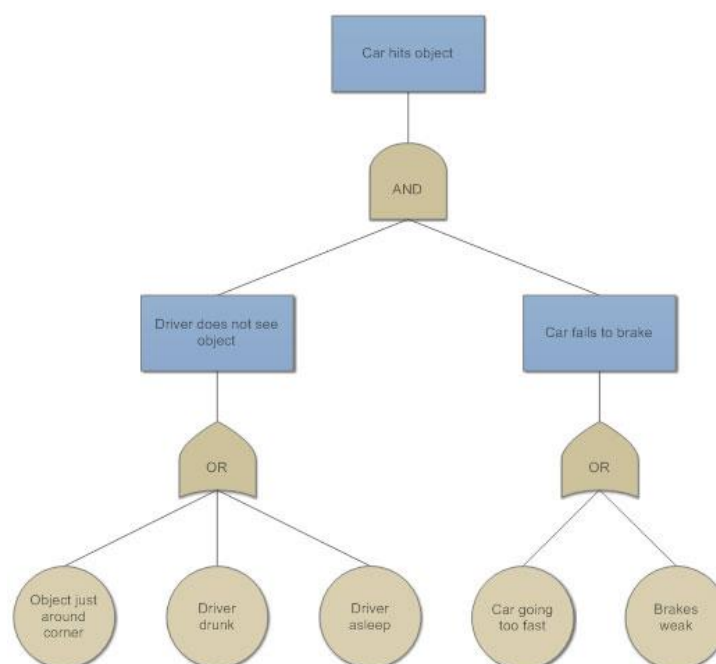 Car hits object
AND
Driver does not see
object
Car fails to brake
OR
OR
Object just
around
corner
Driver
drunk
Driver
asleep
Car going
too fast
Brakes
weak